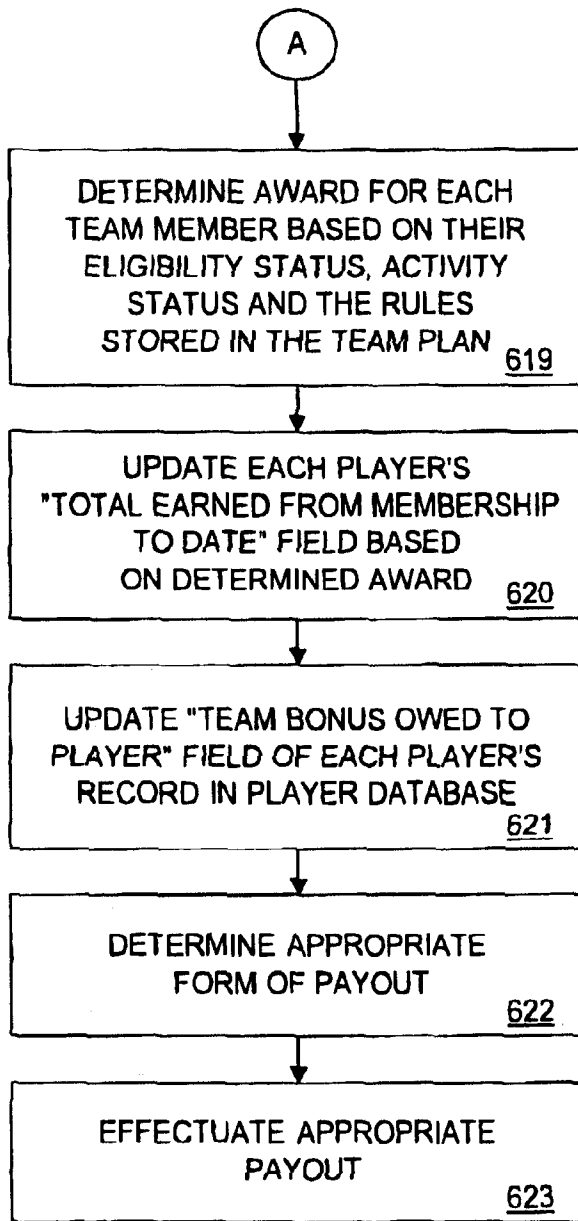 A
DETERMINE AWARD FOR EACH
TEAM MEMBER BASED ON THEIR
ELIGIBILITY STATUS, ACTIVITY
STATUS AND THE RULES
STORED IN THE TEAM PLAN
619
UPDATE EACH PLAYER'S
"TOTAL EARNED FROM MEMBERSHIP
TO DATE" FIELD BASED
ON DETERMINED AWARD
620
UPDATE "TEAM BONUS OWED TO
PLAYER" FIELD OF EACH PLAYER'S
RECORD IN PLAYER DATABASE
621
DETERMINE APPROPRIATE
FORM OF PAYOUT
622
EFFECTUATE APPROPRIATE
PAYOUT
623